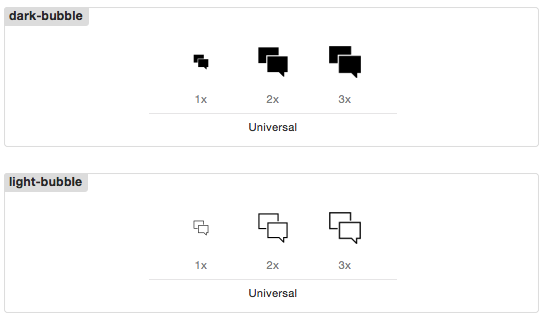 dark-bubble
1x 2x 3x
Universal
light-bubble
1x 2x 3x
Universal